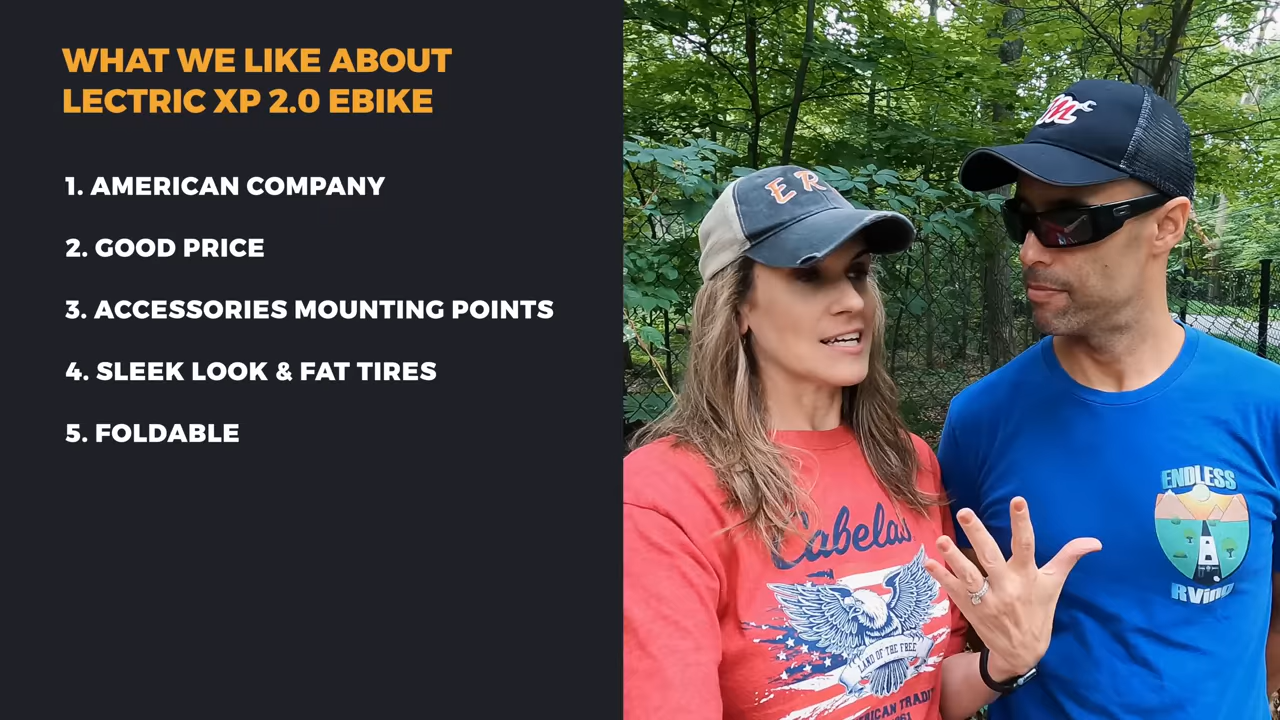 WHAT WE LIKE ABOUT
LECTRIC XP 2.0 EBIKE
1. AMERICAN COMPANY
2. GOOD PRICE
3. ACCESSORIES MOUNTING POINTS
4. SLEEK LOOK & FAT TIRES
5. FOLDABLE
ER
Cabelas
LAND OF THE FREE
ENDLESS
RVing